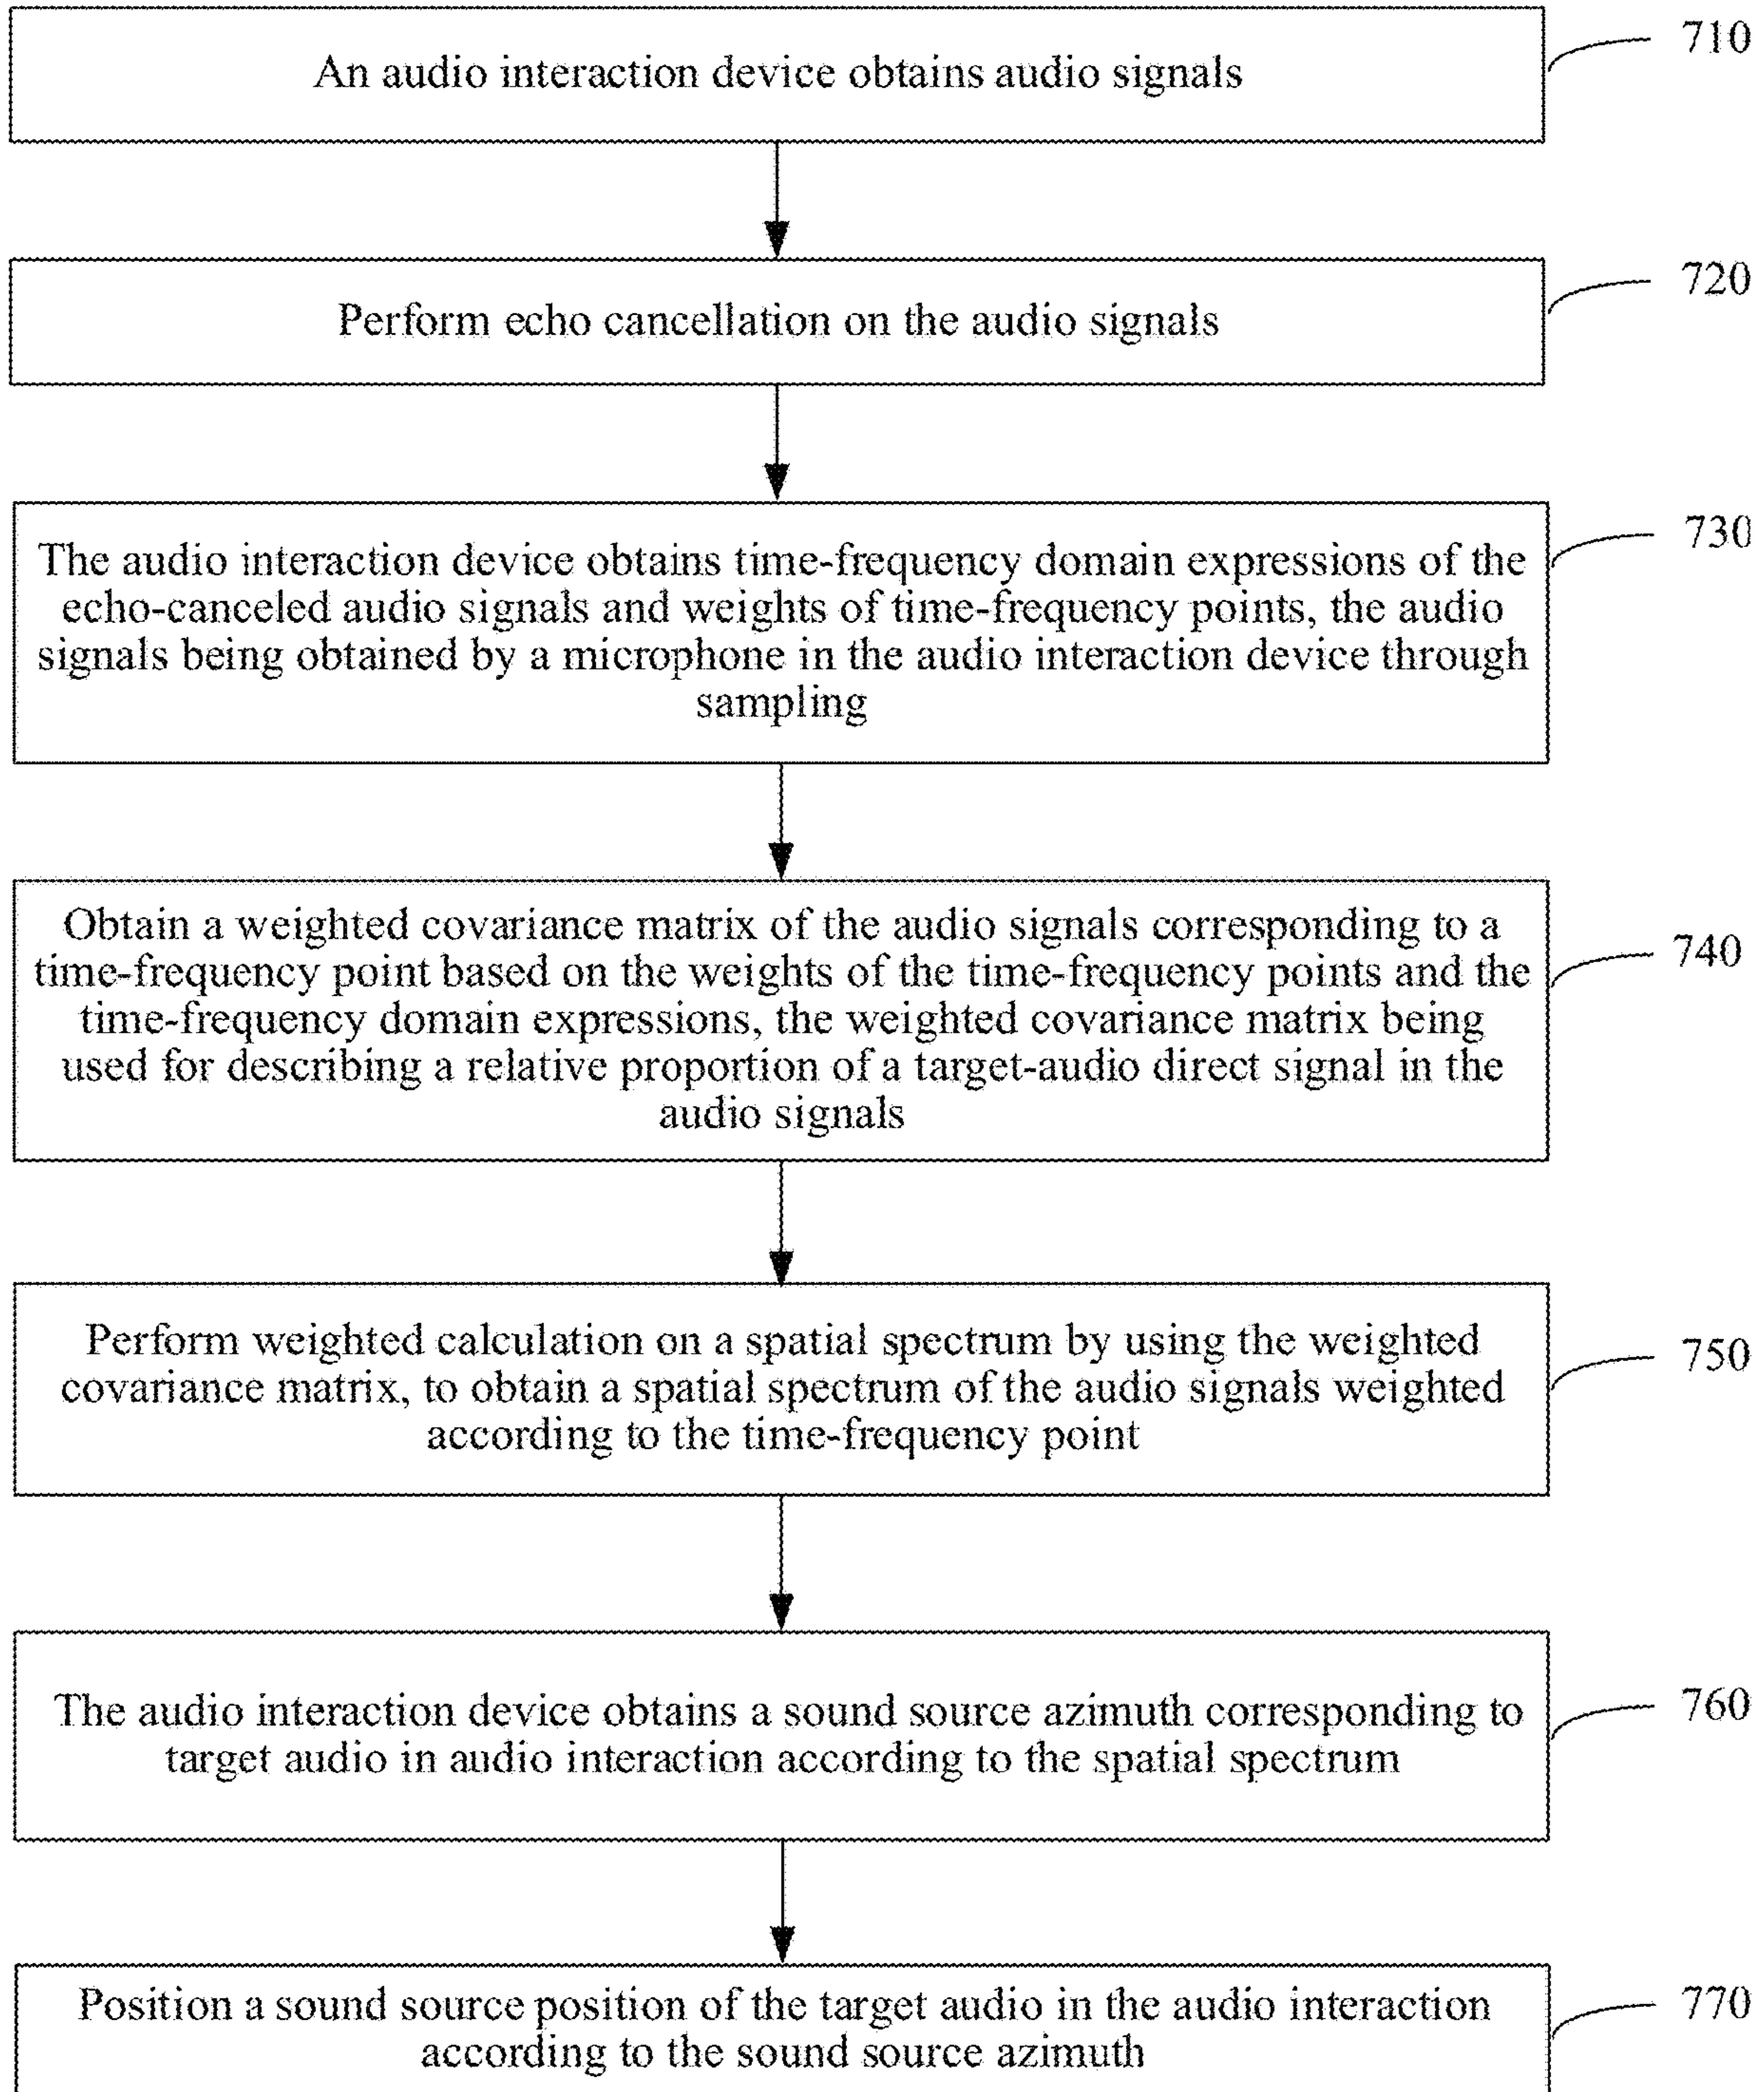 An audio interaction device obtains audio signals
710
Perform echo cancellation on the audio signals
720
The audio interaction device obtains time-frequency domain expressions of the
echo-canceled audio signals and weights of time-frequency points, the audio
signals being obtained by a microphone in the audio interaction device through
sampling
730
Obtain a weighted covariance matrix of the audio signals corresponding to a
time-frequency point based on the weights of the time-frequency points and the
time-frequency domain expressions, the weighted covariance matrix being
used for describing a relative proportion of a target-audio direct signal in the
audio signals
740
Perform weighted calculation on a spatial spectrum by using the weighted
covariance matrix, to obtain a spatial spectrum of the audio signals weighted
according to the time-frequency point
750
The audio interaction device obtains a sound source azimuth corresponding to
target audio in audio interaction according to the spatial spectrum
760
Position a sound source position of the target audio in the audio interaction
according to the sound source azimuth
770